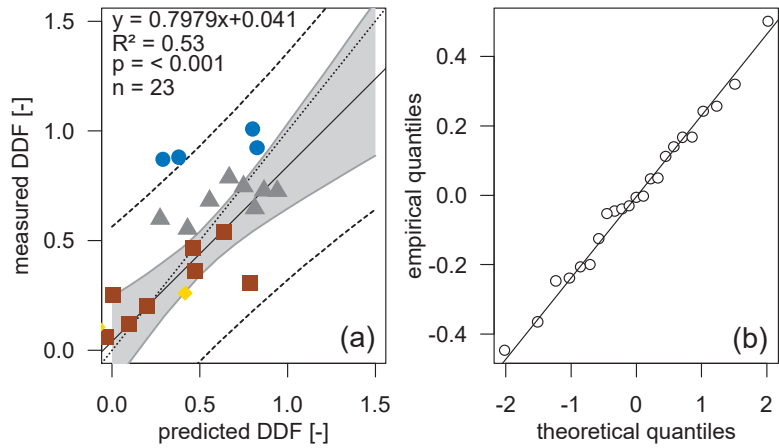 y = 0.7979x+0.041
R² = 0.53
p = < 0.001
n = 23
measured DDF [-]
1.5
1.0
0.5
0.0
0.0 0.5 1.0 1.5
predicted DDF [-]
(a)
empirical quantiles
0.4
0.2
0.0
-0.2
-0.4
-2 -1 0 1 2
theoretical quantiles
(b)